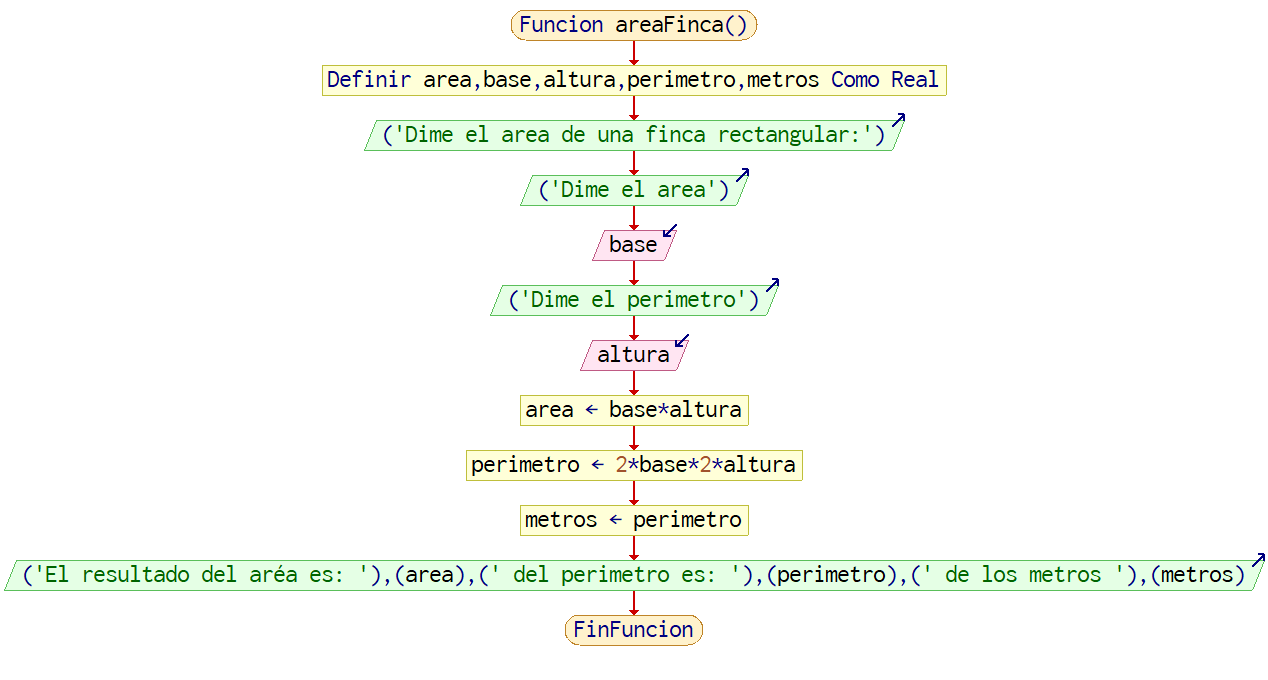 Funcion areaFinca()
Definir area,base,altura,perimetro,metros Como Real
('Dime el area de una finca rectangular:')
('Dime el area')
base
('Dime el perimetro')
altura
area ← base*altura
perimetro ← 2*base*2*altura
metros ← perimetro
('El resultado del aréa es: '),(area),(' del perimetro es: '),(perimetro),(' de los metros '),(metros)
FinFuncion